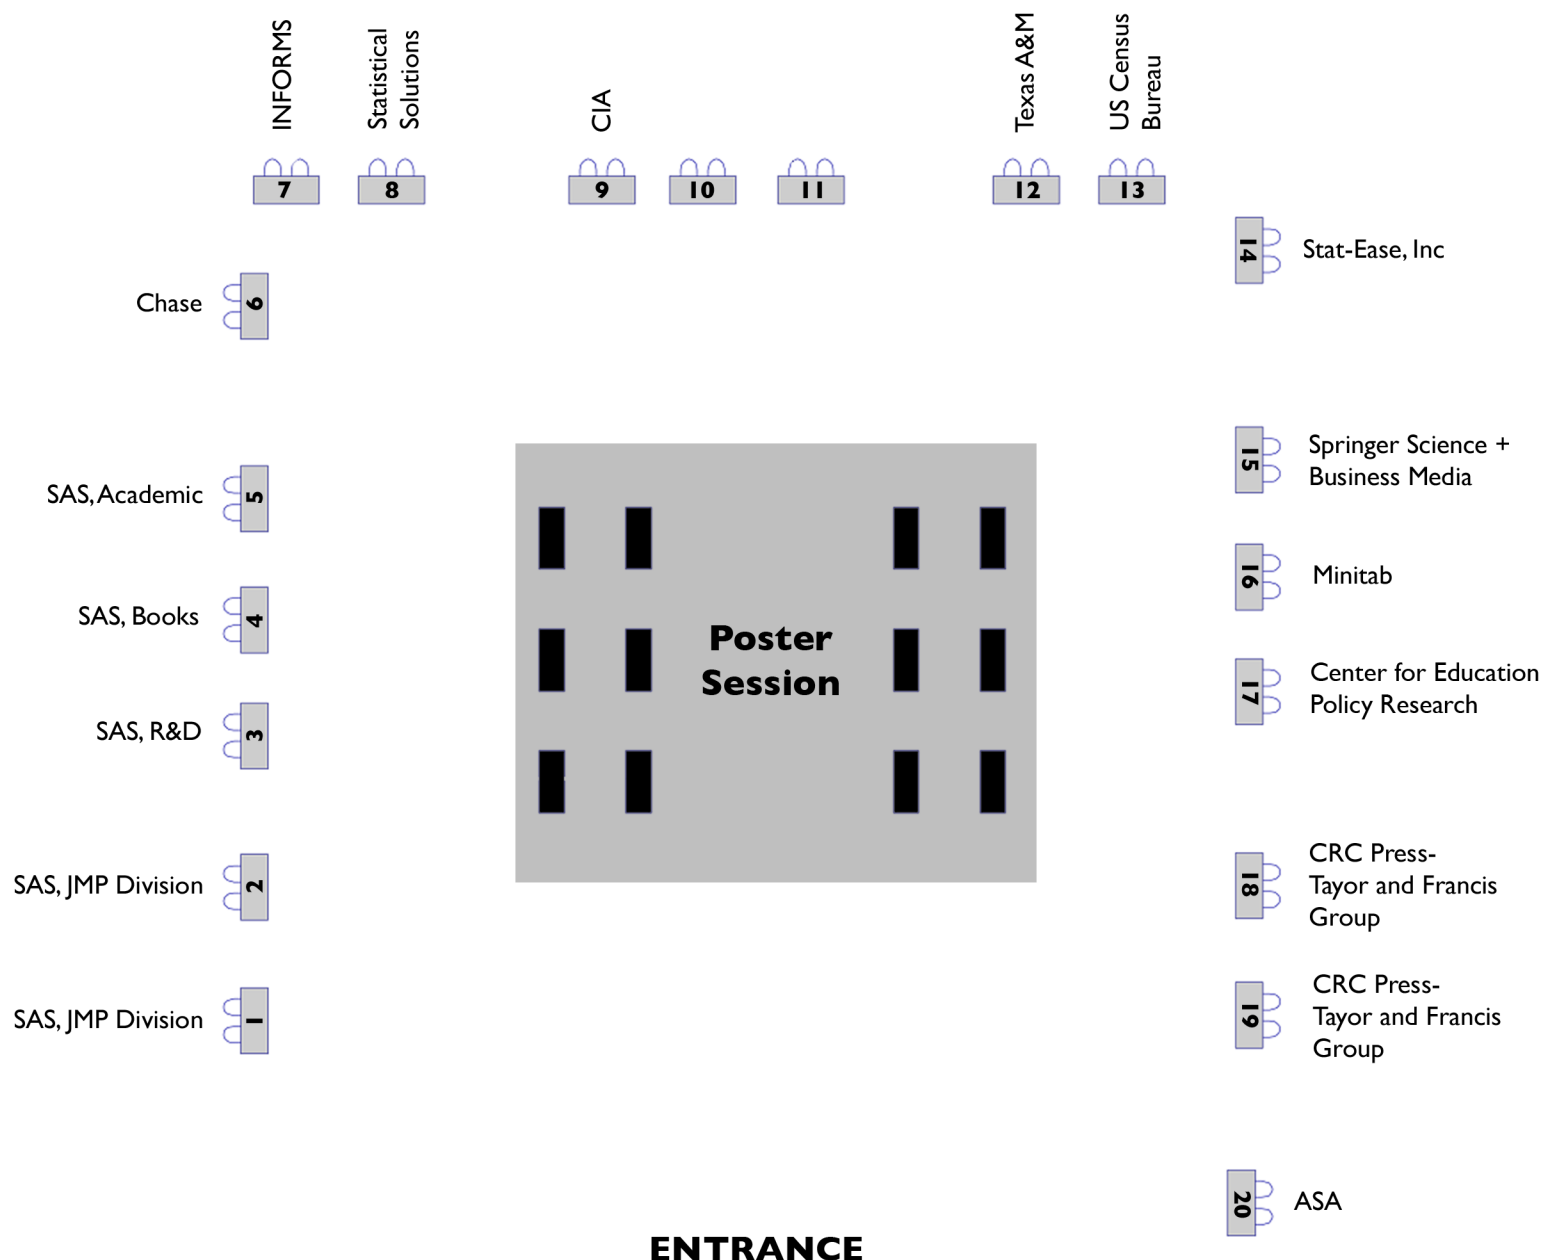 INFORMS
Statistical
Solutions
CIA
Texas A&M
US Census
Bureau
7
8
9
10
11
12
13
14
Stat-Ease, Inc
Chase
6
15
Springer Science +
Business Media
SAS, Academic
5
16
Minitab
SAS, Books
4
Poster
Session
17
Center for Education
Policy Research
SAS, R&D
3
SAS, JMP Division
2
18
CRC Press-
Tayor and Francis
Group
SAS, JMP Division
1
19
CRC Press-
Tayor and Francis
Group
20
ASA
ENTRANCE